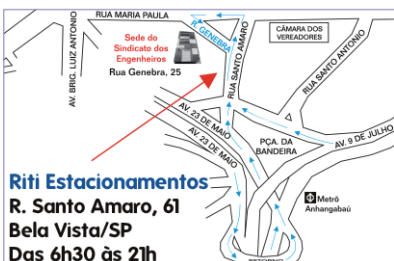 RUA MARIA PAULA
R. GENEBRA
CÂMARA DOS
VEREADORES
AV. BRIG. LUIZ ANTONIO
Sede do
Sindicato dos
Engenheiros
Rua Genebra, 25
RUA SANTO AMARO
RUA SANTO ANTONIO
AV. 23 DE MAIO
AV. 23 DE MAIO
PÇA. DA
BANDEIRA
AV. 9 DE JULHO
Riti Estacionamentos
R. Santo Amaro, 61
Bela Vista/SP
Das 6h30 às 21h
Metrô
Anhangabaú